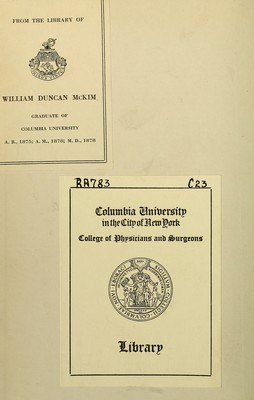 FROM THE LIBRARY OF
WILLIAM DUNCAN McKIM
GRADUATE OF
COLUMBIA UNIVERSITY
A. B., 1875; A. M., 1876; M. D., 1878
RA783 C23
Columbia University
in the City of New York
College of Physicians and Surgeons
Library